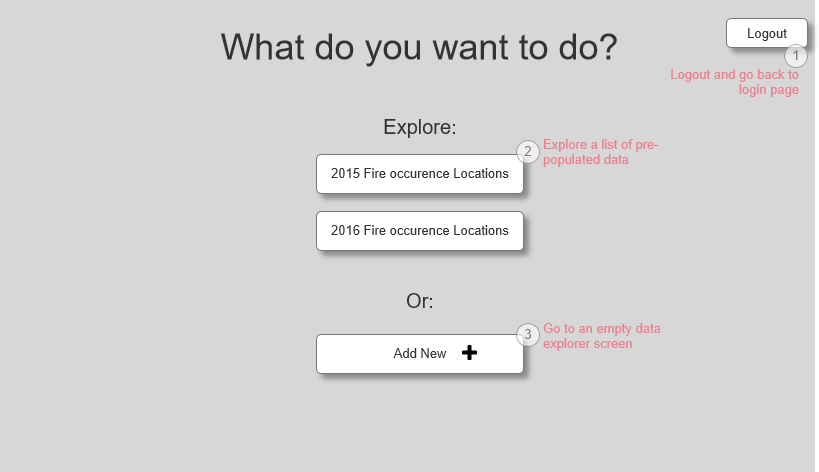 What do you want to do?
Logout
1
Logout and go back to
login page
Explore:
2
Explore a list of pre-
populated data
2015 Fire occurence Locations
2016 Fire occurence Locations
Or:
3
Go to an empty data
explorer screen
Add New